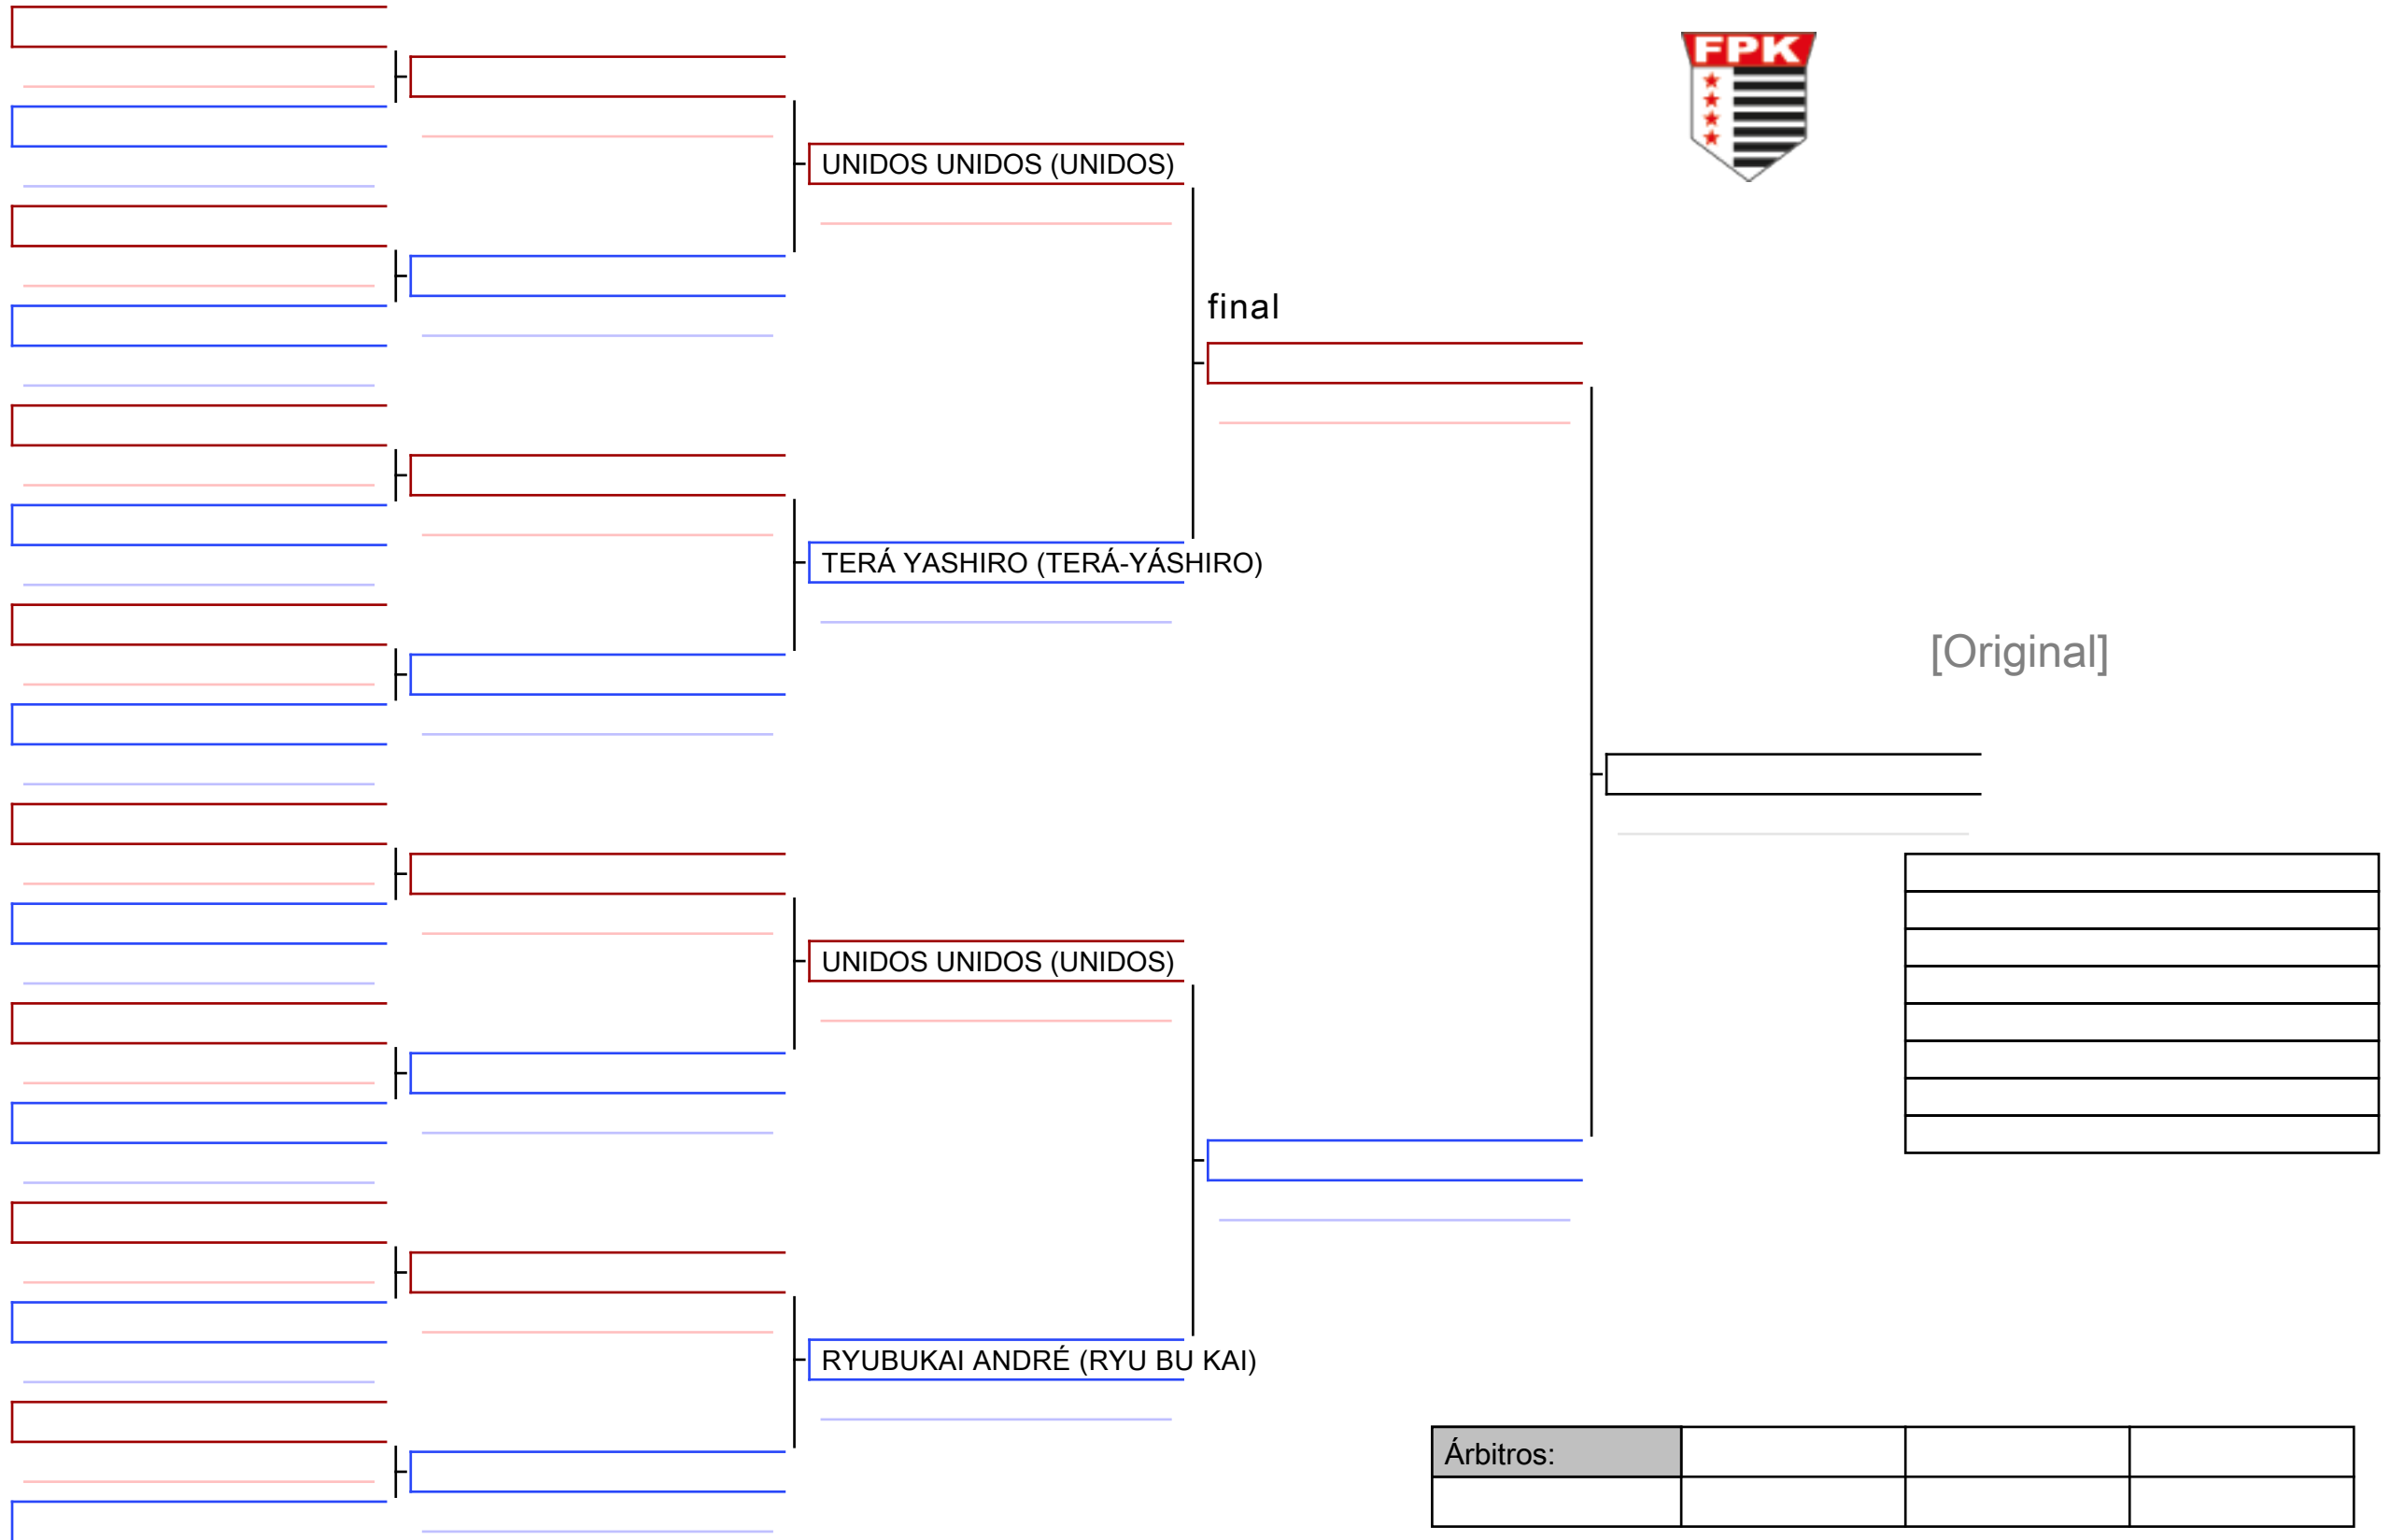 FPK
UNIDOS UNIDOS (UNIDOS)
final
TERÁ YASHIRO (TERÁ-YÁSHIRO)
[Original]
UNIDOS UNIDOS (UNIDOS)
RYUBUKAI ANDRÉ (RYU BU KAI)
Árbitros: